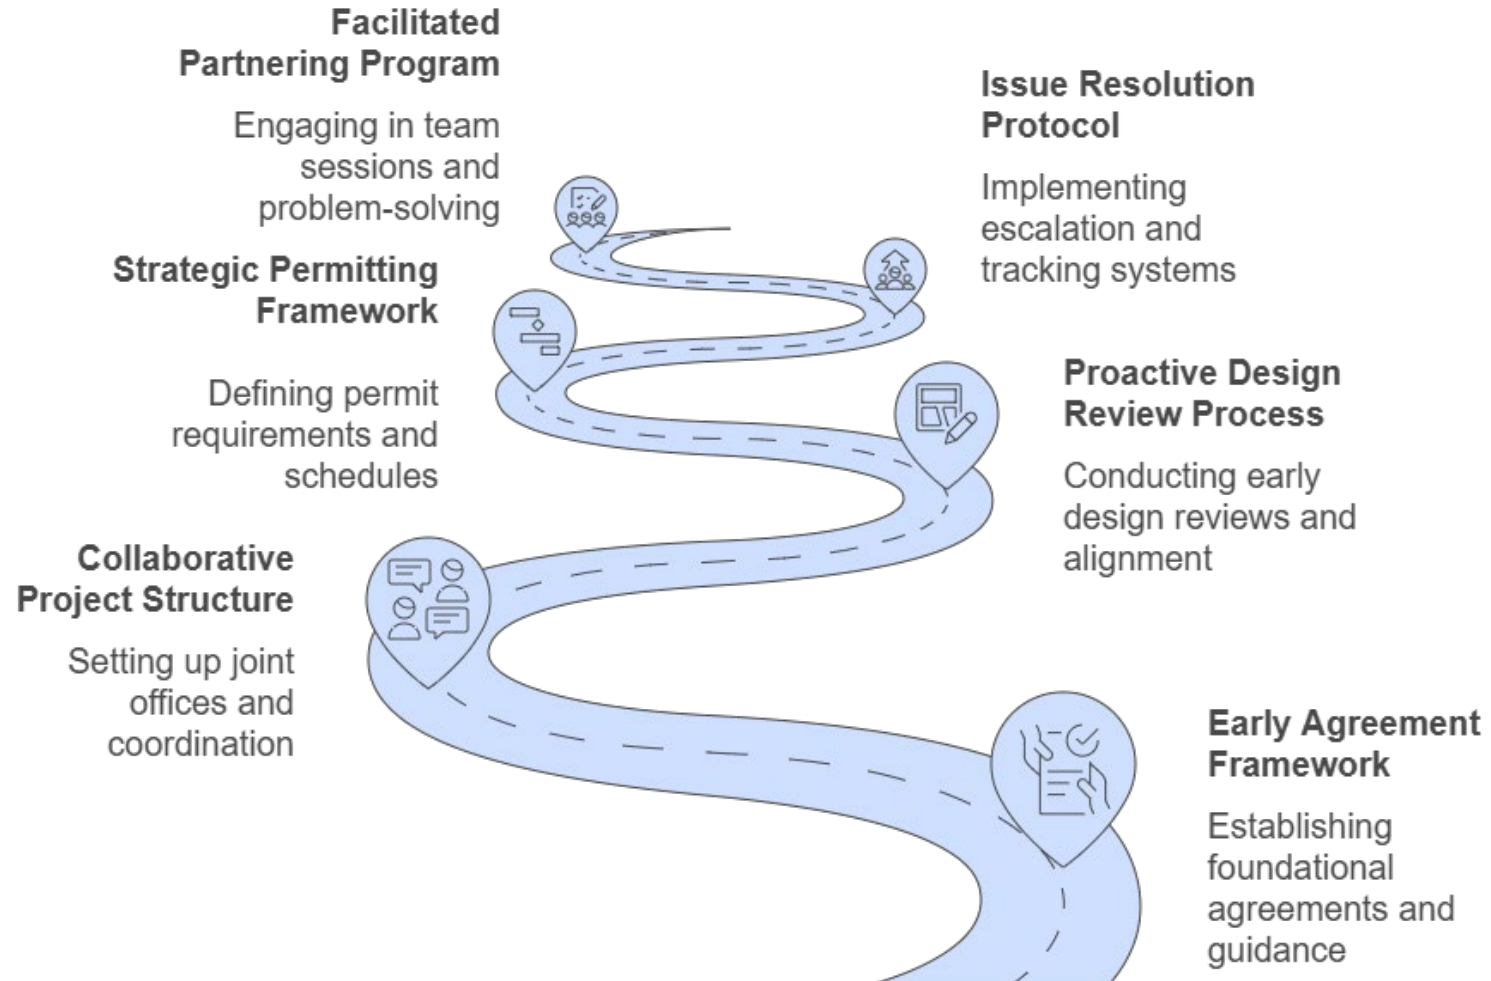 Facilitated
Partnering Program
Engaging in team
sessions and
problem-solving
Issue Resolution
Protocol
Implementing
escalation and
tracking systems
Strategic Permitting
Framework
Defining permit
requirements and
schedules
Proactive Design
Review Process
Conducting early
design reviews and
alignment
Collaborative
Project Structure
Setting up joint
offices and
coordination
Early Agreement
Framework
Establishing
foundational
agreements and
guidance